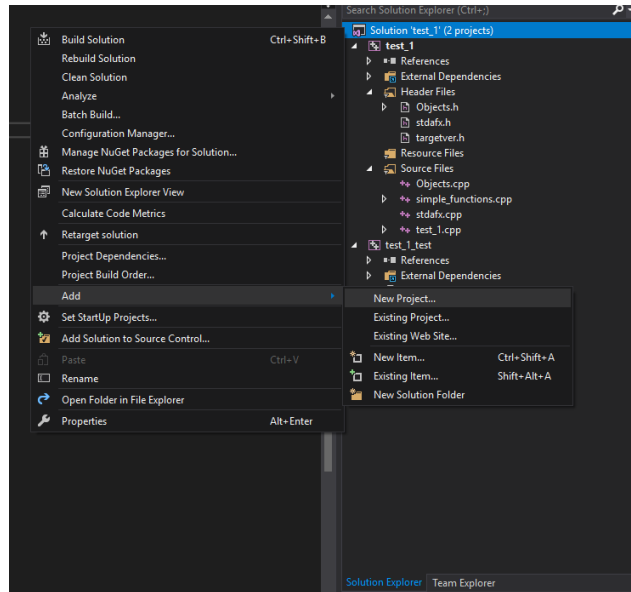 Search Solution Explorer (Ctrl+;)
Solution 'test_1' (2 projects)
test_1
References
External Dependencies
Header Files
Objects.h
stdafx.h
targetver.h
Resource Files
Source Files
Objects.cpp
simple_functions.cpp
stdafx.cpp
test_1.cpp
test_1_test
References
External Dependencies
Build Solution Ctrl+Shift+B
Rebuild Solution
Clean Solution
Analyze
Batch Build...
Configuration Manager...
Manage NuGet Packages for Solution...
Restore NuGet Packages
New Solution Explorer View
Calculate Code Metrics
Retarget solution
Project Dependencies...
Project Build Order...
Add
Set StartUp Projects...
Add Solution to Source Control...
Paste Ctrl+V
Rename
Open Folder in File Explorer
Properties Alt+Enter
New Project...
Existing Project...
Existing Web Site...
New Item... Ctrl+Shift+A
Existing Item... Shift+Alt+A
New Solution Folder
Solution Explorer Team Explorer